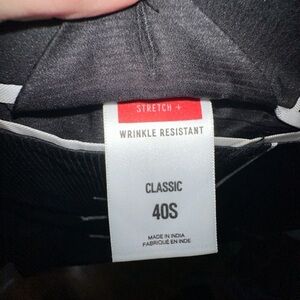 STRETCH +
WRINKLE RESISTANT
CLASSIC
40S
MADE IN INDIA
FABRIQUÉ EN INDE